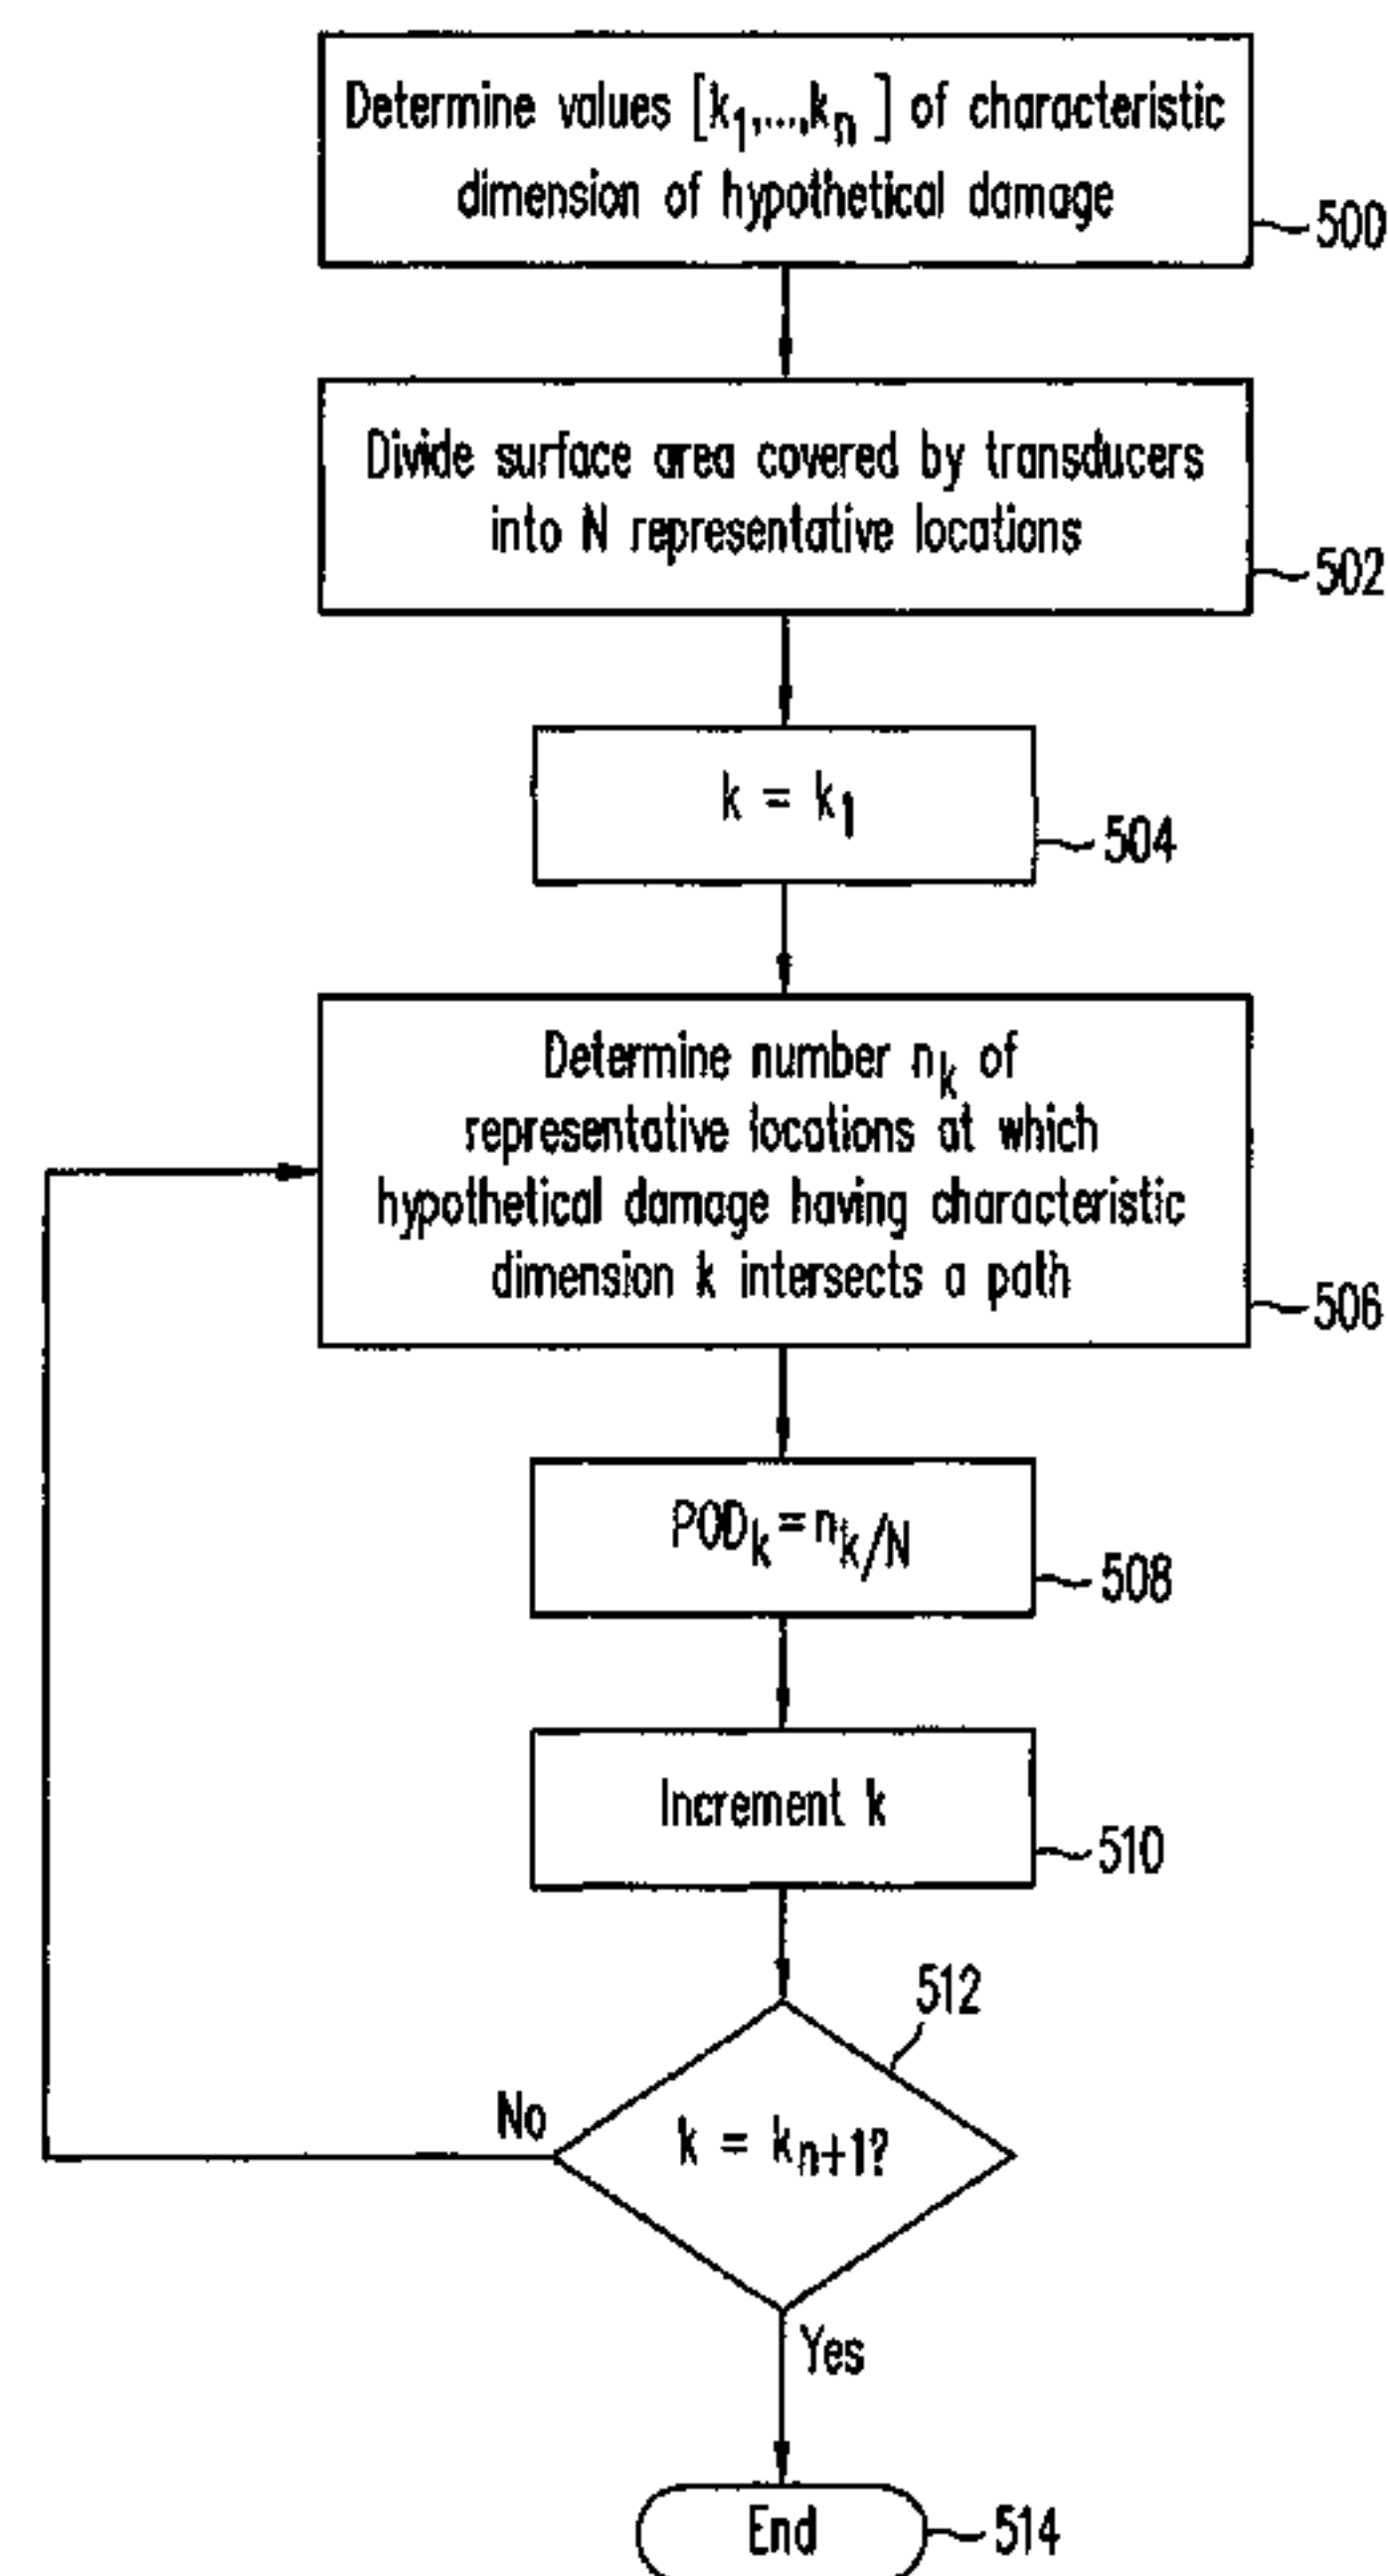 Determine values [k1,...,kn ] of characteristic
dimension of hypothetical damage
500
Divide surface area covered by transducers
into N representative locations
502
k = k1
504
Determine number nk of
representative locations at which
hypothetical damage having characteristic
dimension k intersects a path
506
PODk = nk/N
508
Increment k
510
512
No
k = kn+1?
Yes
End
514